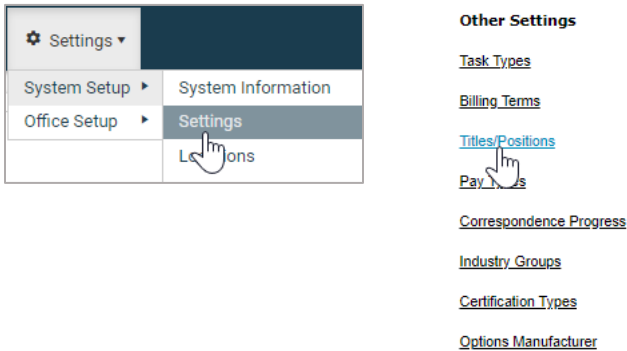 Settings
System Setup
System Information
Office Setup
Settings
Other Settings
Task Types
Billing Terms
Titles/Positions
Pay
Correspondence Progress
Industry Groups
Certification Types
Options Manufacturer